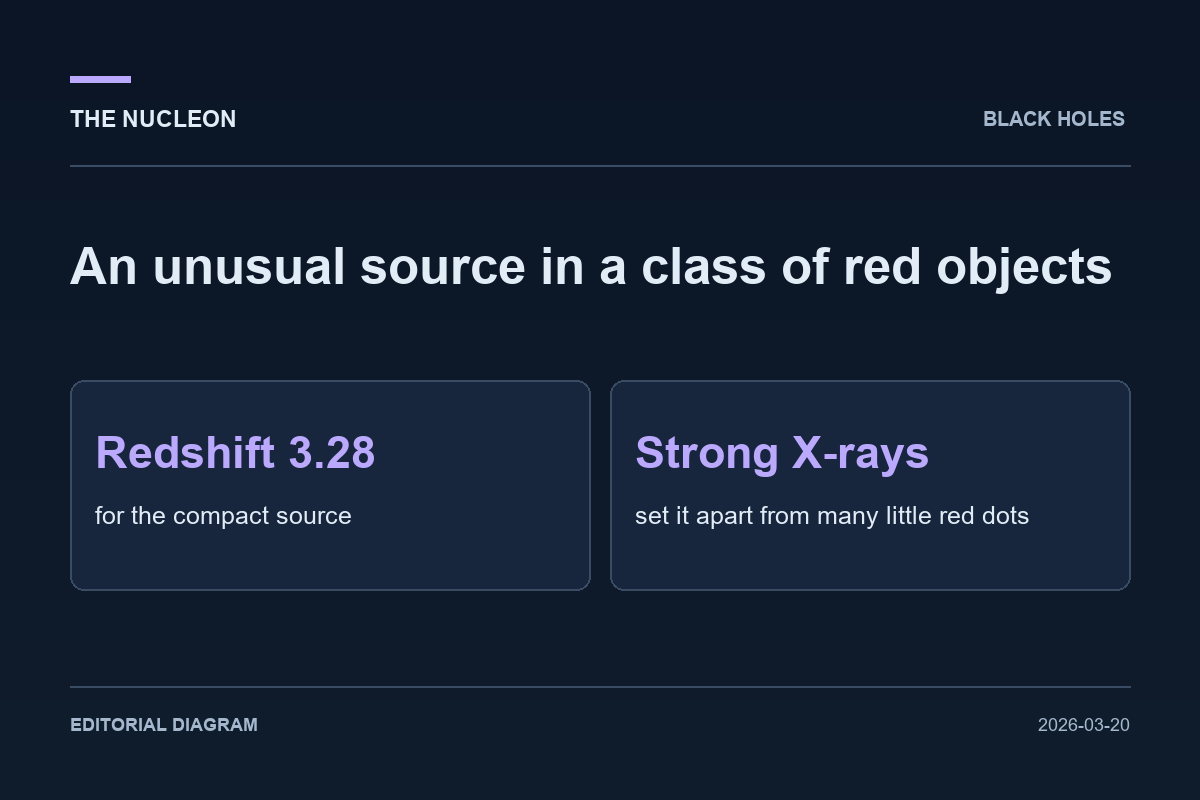 THE NUCLEON
BLACK HOLES
An unusual source in a class of red objects
Redshift 3.28
for the compact source
Strong X-rays
set it apart from many little red dots
EDITORIAL DIAGRAM
2026-03-20